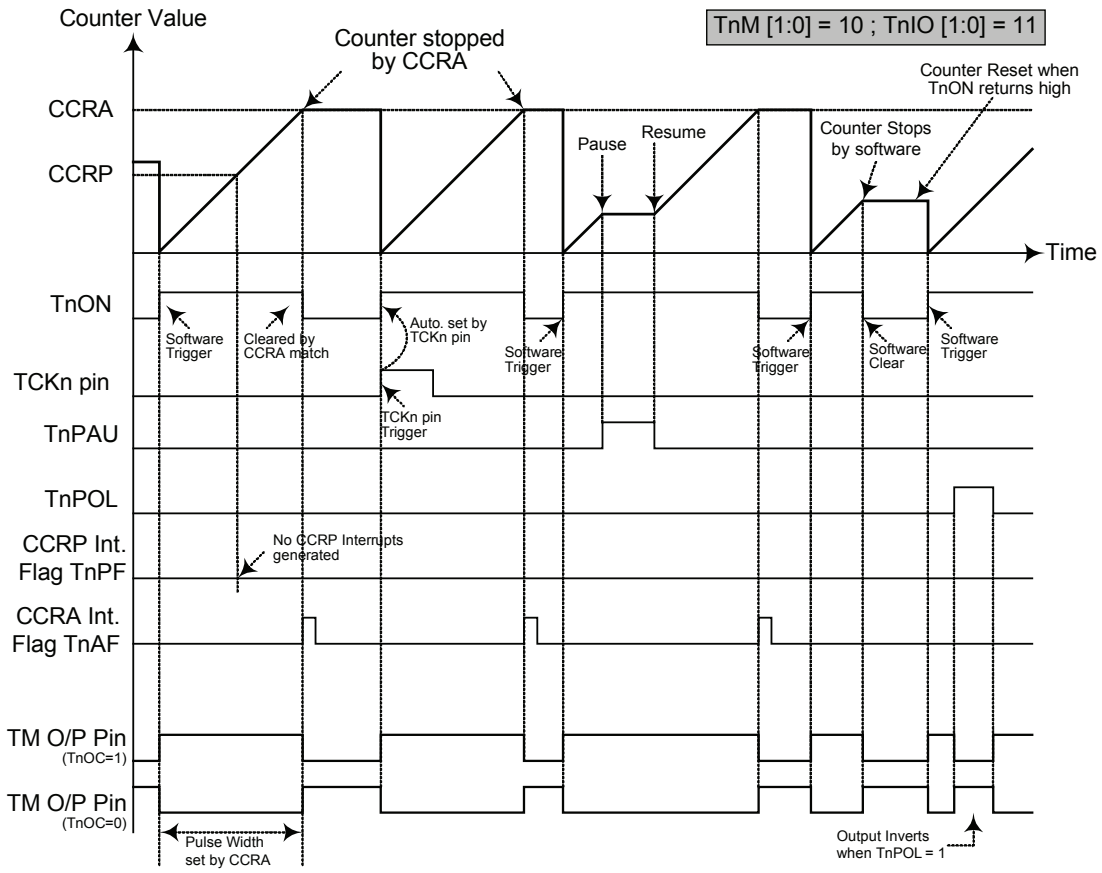 Counter Value
TnM [1:0] = 10 ; TnIO [1:0] = 11
Counter stopped
by CCRA
Counter Reset when
TnON returns high
CCRA
Counter Stops
by software
Pause
Resume
CCRP
Time
TnON
Software
Trigger
Cleared by
CCRA match
Auto. set by
TCKn pin
Software
Trigger
Software
Trigger
Software
Clear
Software
Trigger
TCKn pin
TCKn pin
Trigger
TnPAU
TnPOL
CCRP Int.
Flag TnPF
No CCRP Interrupts
generated
CCRA Int.
Flag TnAF
TM O/P Pin
(TnOC=1)
TM O/P Pin
(TnOC=0)
Pulse Width
set by CCRA
Output Inverts
when TnPOL = 1